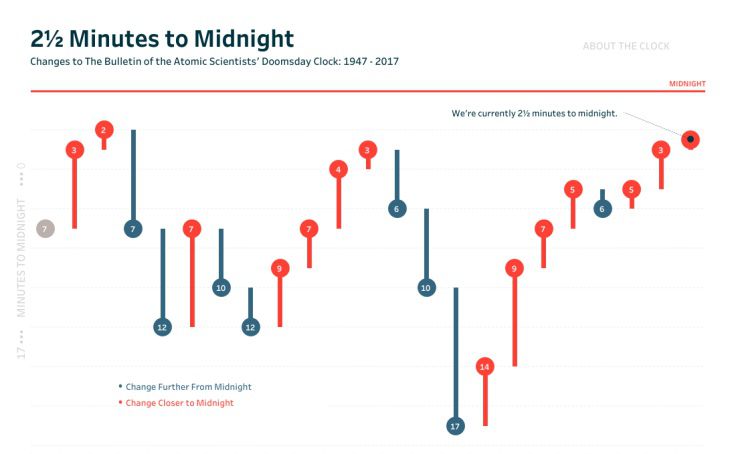 2½ Minutes to Midnight
ABOUT THE CLOCK
Changes to The Bulletin of the Atomic Scientists' Doomsday Clock: 1947 - 2017
MIDNIGHT
We're currently 2½ minutes to midnight.
17 ••• MINUTES TO MIDNIGHT ••• 0
7
3
2
7
12
7
10
12
9
7
4
3
6
10
17
14
9
7
5
6
5
3
• Change Further From Midnight
• Change Closer to Midnight